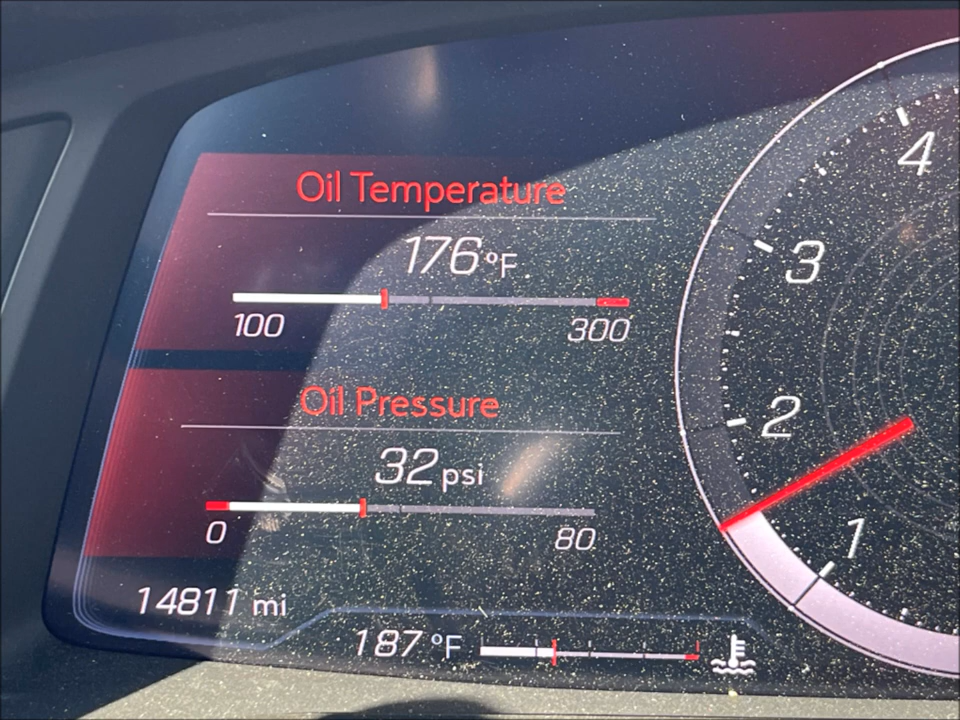 Oil Temperature
176 °F
100 300
Oil Pressure
32 psi
0 80
14811 mi
187 °F
4
3
2
1